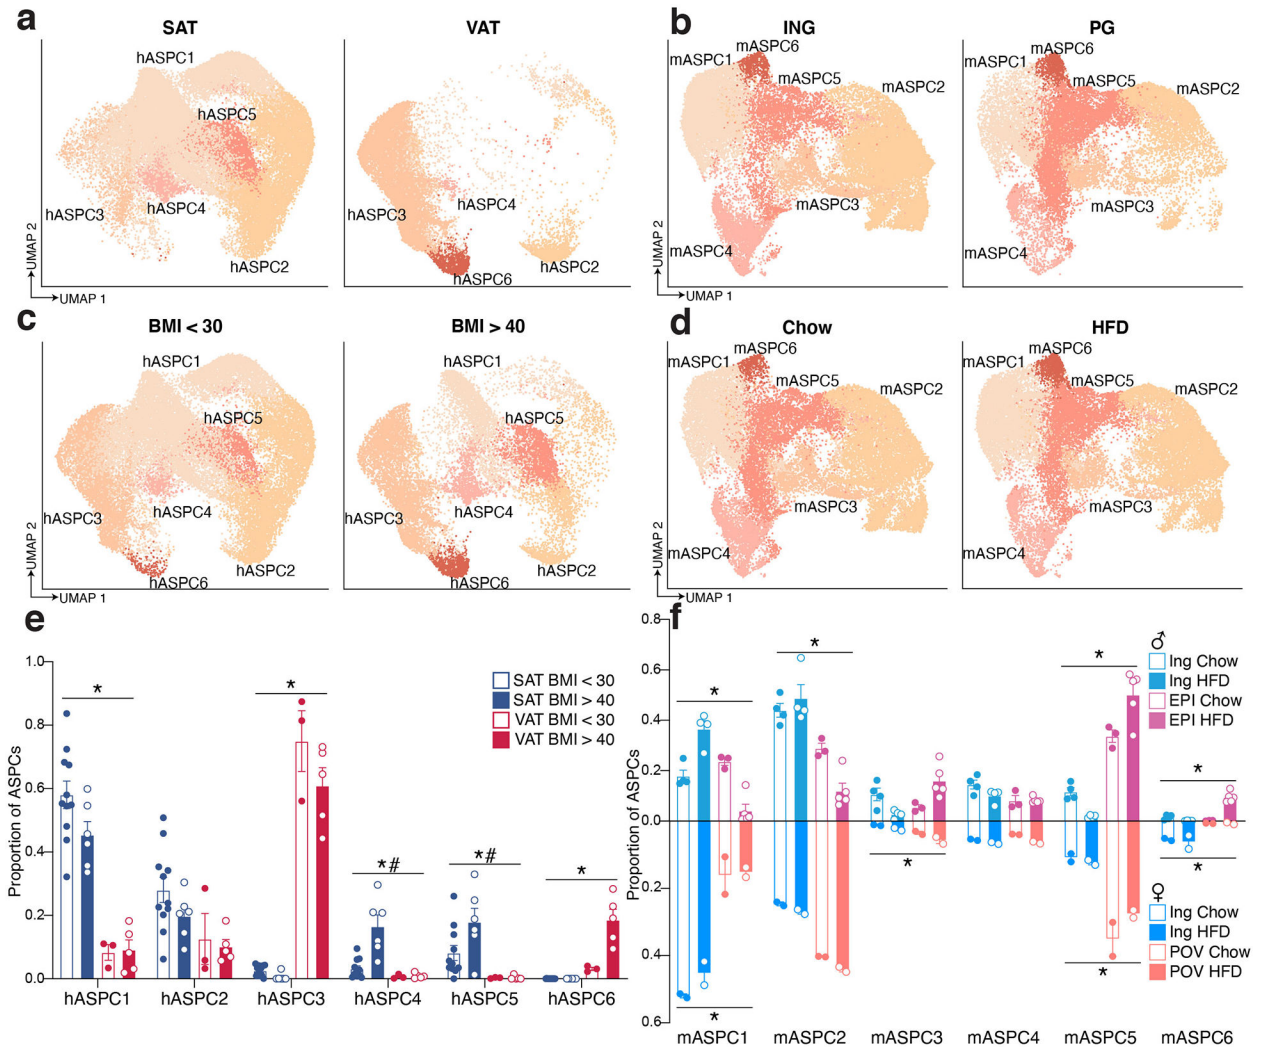 a
SAT
VAT
hASPC1
hASPC5
hASPC3
hASPC4
hASPC2
hASPC3
hASPC4
hASPC6
hASPC2
UMAP 2
UMAP 1
b
ING
PG
mASPC6
mASPC1
mASPC5
mASPC2
mASPC3
mASPC4
mASPC6
mASPC1
mASPC5
mASPC2
mASPC3
mASPC4
UMAP 2
UMAP 1
c
BMI < 30
BMI > 40
hASPC1
hASPC5
hASPC3
hASPC4
hASPC6
hASPC2
hASPC1
hASPC5
hASPC3
hASPC4
hASPC6
hASPC2
UMAP 2
UMAP 1
d
Chow
HFD
mASPC6
mASPC1
mASPC5
mASPC2
mASPC3
mASPC4
mASPC6
mASPC1
mASPC5
mASPC2
mASPC3
mASPC4
UMAP 2
UMAP 1
e
Proportion of ASPCs
1.0
0.8
0.6
0.4
0.2
0.0
*
*
*#
*#
*
SAT BMI < 30
SAT BMI > 40
VAT BMI < 30
VAT BMI > 40
hASPC1
hASPC2
hASPC3
hASPC4
hASPC5
hASPC6
f
Proportion of ASPCs
0.8
0.6
0.4
0.2
0.0
0.2
0.4
0.6
*
*
*
*
*
*
*
*
♂
Ing Chow
Ing HFD
EPI Chow
EPI HFD
♀
Ing Chow
Ing HFD
POV Chow
POV HFD
mASPC1
mASPC2
mASPC3
mASPC4
mASPC5
mASPC6